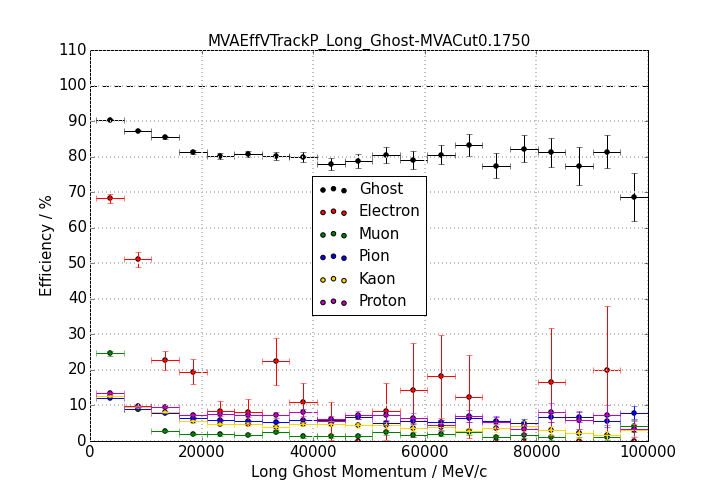 MVAEffVTrackP_Long_Ghost-MVACut0.1750
110
100
90
80
70
60
50
40
30
20
10
0
Efficiency / %
Ghost
Electron
Muon
Pion
Kaon
Proton
0 20000 40000 60000 80000 100000
Long Ghost Momentum / MeV/c